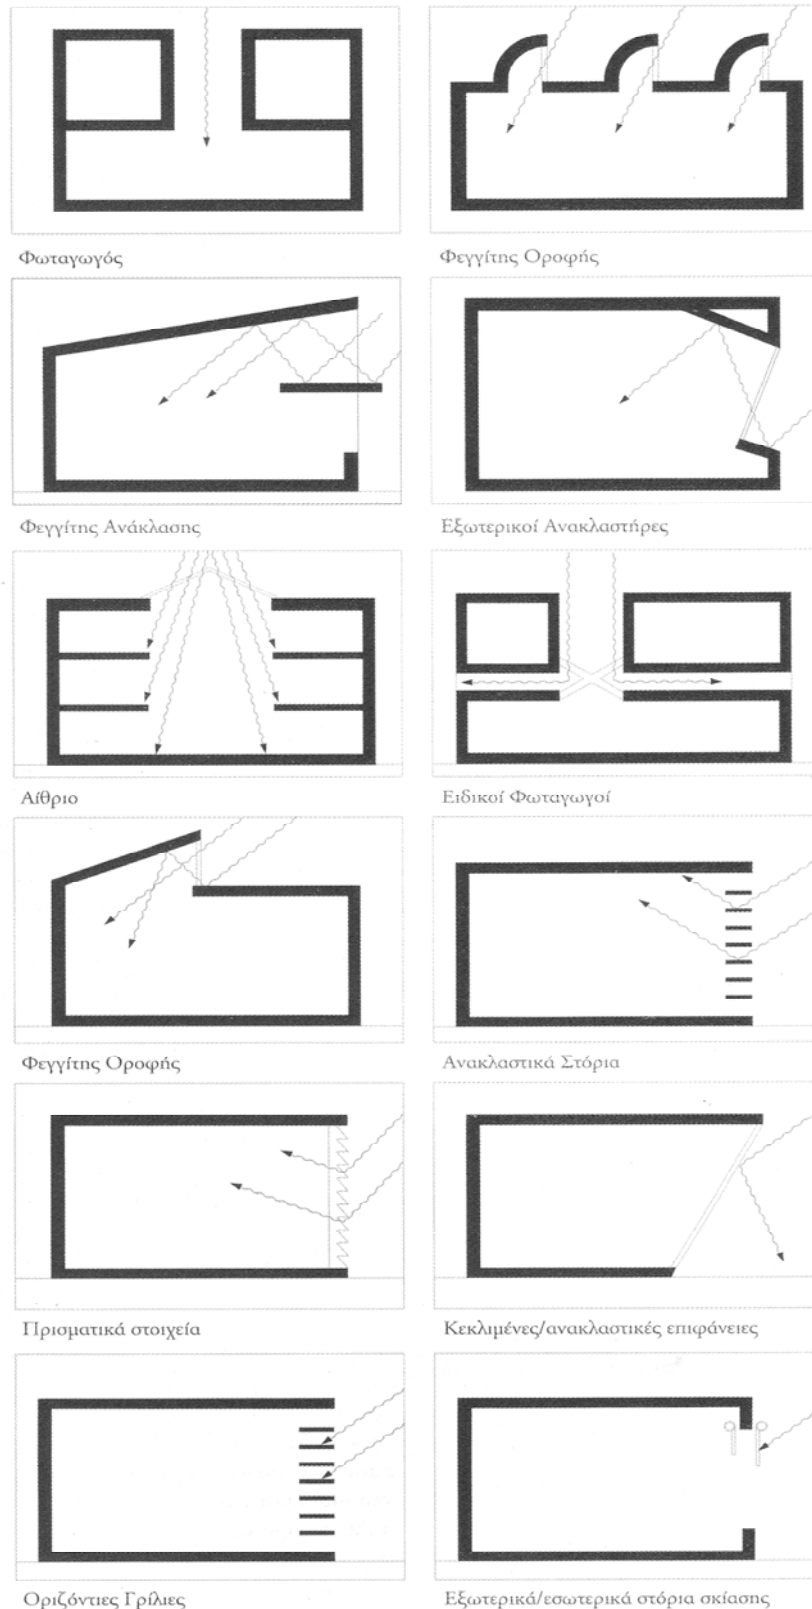 Φωταγωγός
Φεγγίτης Οροφής
Φεγγίτης Ανάκλασης
Εξωτερικοί Ανακλαστήρες
Αίθριο
Ειδικοί Φωταγωγοί
Φεγγίτης Οροφής
Ανακλαστικά Στόρια
Πρισματικά στοιχεία
Κεκλιμένες/ανακλαστικές επιφάνειες
Οριζόντιες Γρίλιες
Εξωτερικά/εσωτερικά στόρια σκίασης